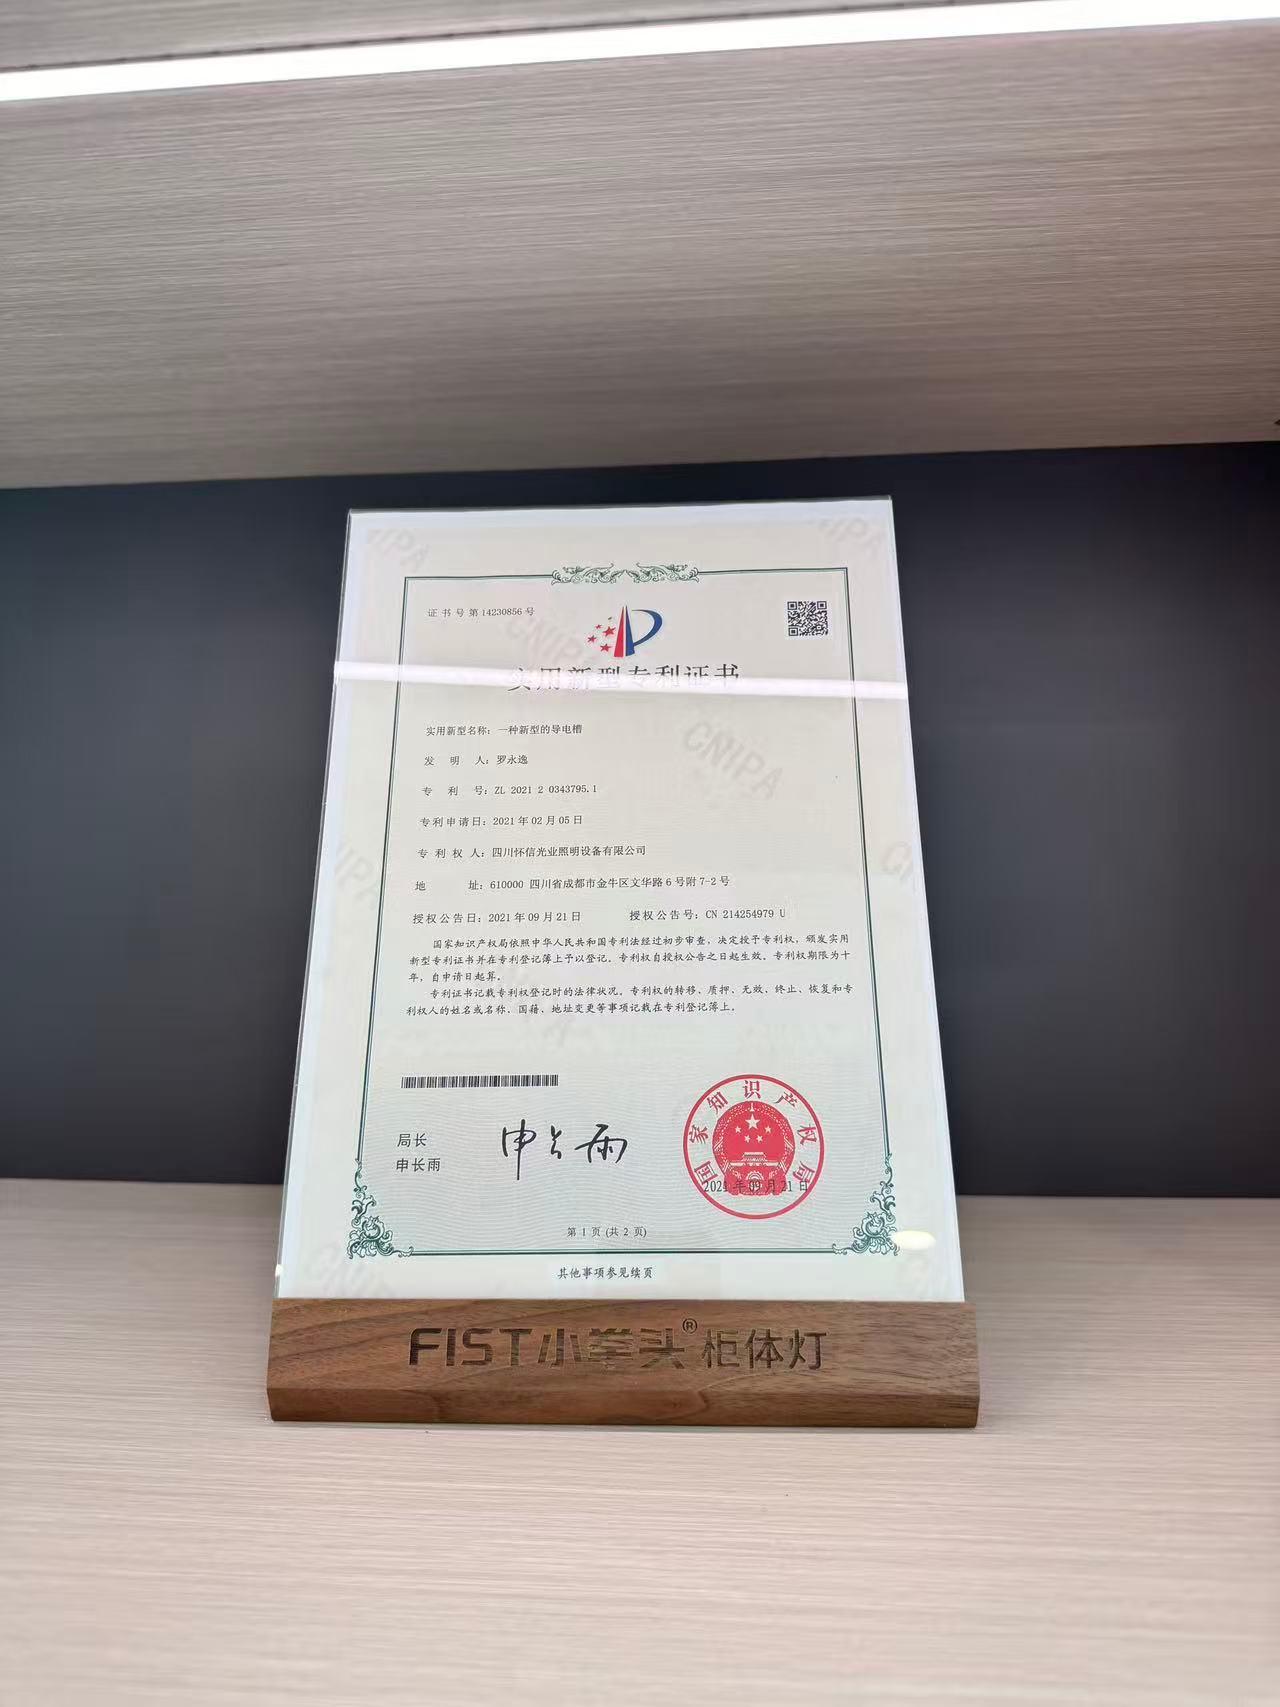 证书号第14230856号
实用新型专利证书
实用新型名称：一种新型的导电槽
发明人：罗永逸
专利号：ZL 2021 2 0343795.1
专利申请日：2021年02月05日
专利权人：四川怀信光业照明设备有限公司
地址：610000 四川省成都市金牛区文华路6号附7-2号
授权公告日：2021年09月21日 授权公告号：CN 214254979 U
国家知识产权局依照中华人民共和国专利法经过初步审查，决定授予专利权，颁发实用
新型专利证书并在专利登记簿上予以登记。专利权自授权公告之日起生效。专利权期限为十
年，自申请日起算。
专利证书记载专利权登记时的法律状况。专利权的转移、质押、无效、终止、恢复和专
利权人的姓名或名称、国籍、地址变更等事项记载在专利登记簿上。
局长
申长雨
申长雨
国家知识产权局
2021年09月21日
第1页(共2页)
其他事项参见续页
FIST小拳头®柜体灯
CNIPA
CNIPA